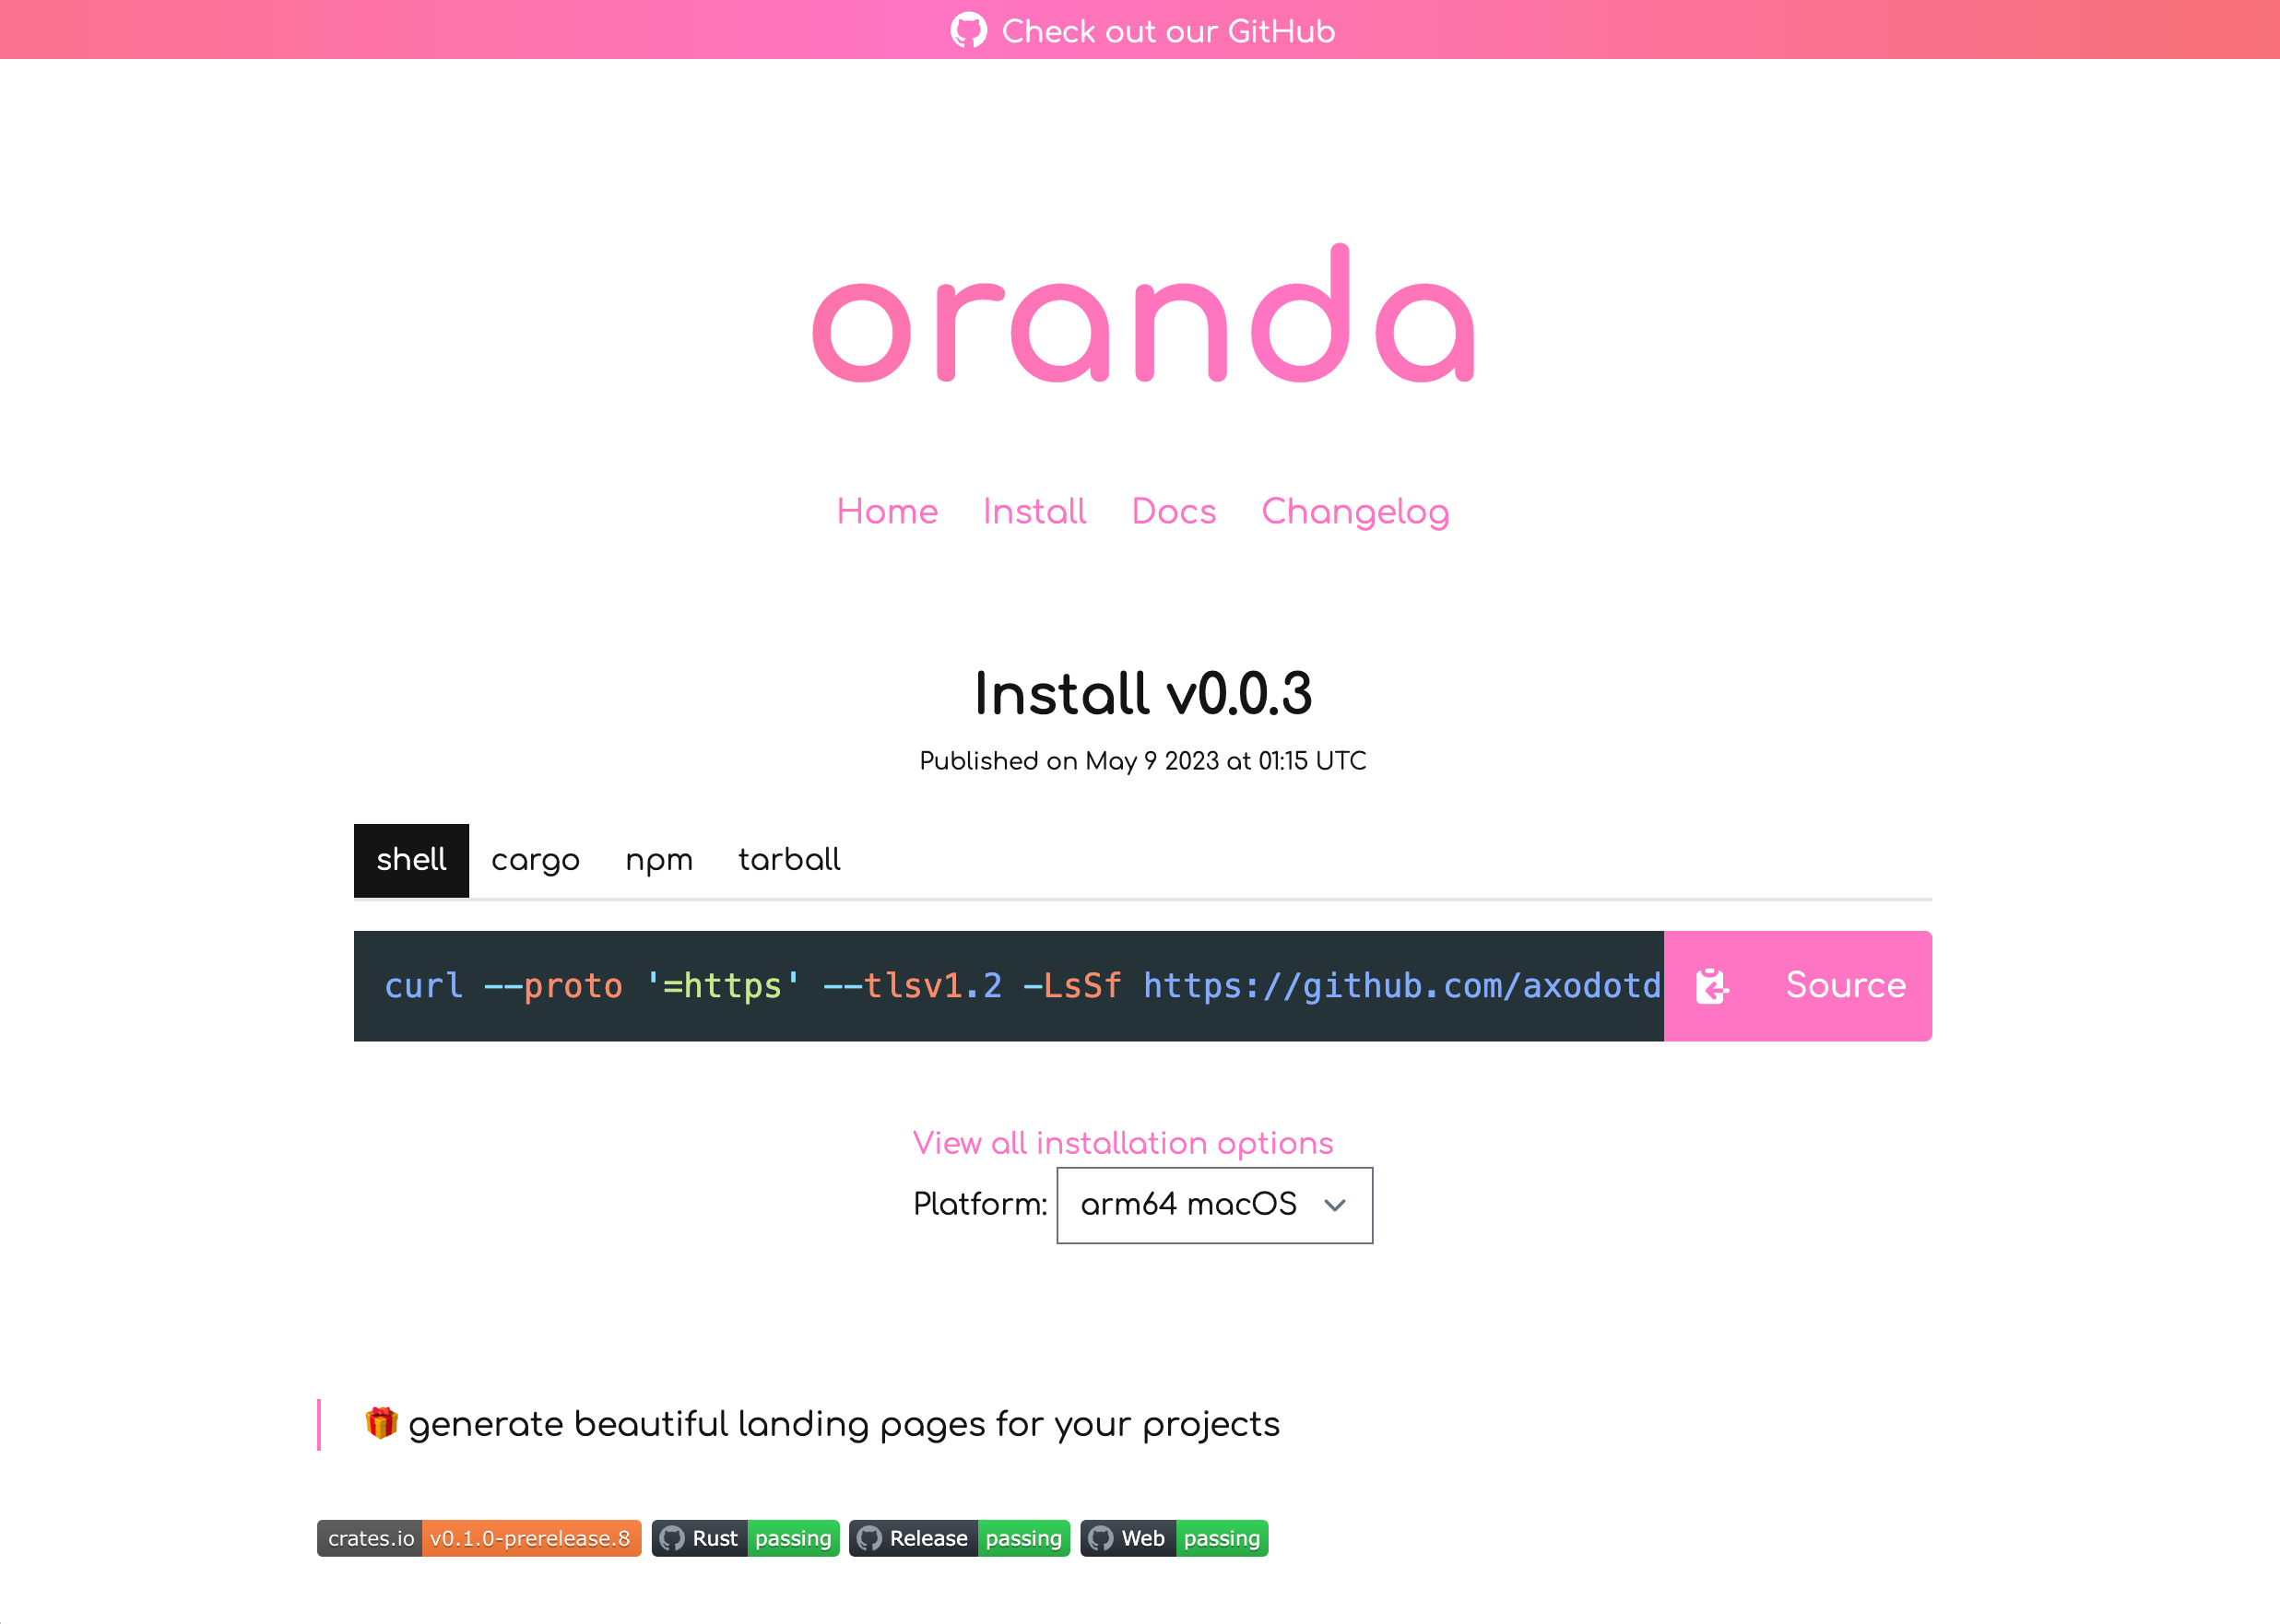 Check out our GitHub
oranda
Home Install Docs Changelog
Install v0.0.3
Published on May 9 2023 at 01:15 UTC
shell cargo npm tarball
curl --proto '=https' --tlsv1.2 -LsSf https://github.com/axodotd
Source
View all installation options
Platform: arm64 macOS
generate beautiful landing pages for your projects
crates.io v0.1.0-prerelease.8 Rust passing Release passing Web passing